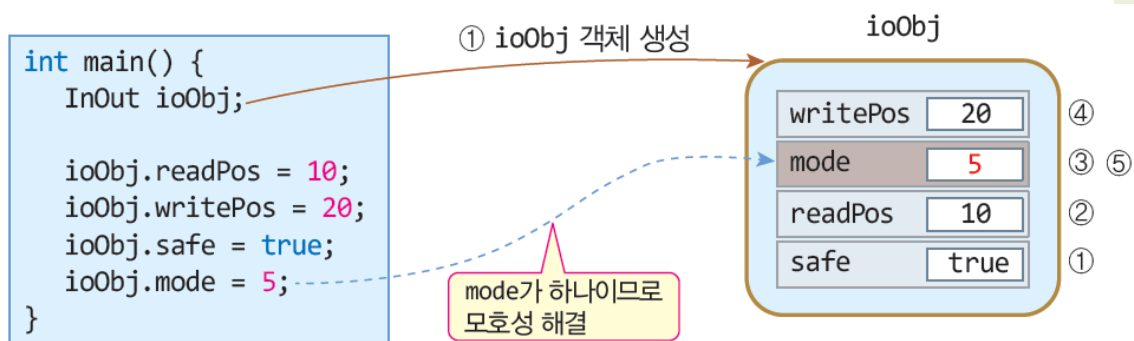 ① ioObj 객체 생성
ioObj
int main() {
InOut ioObj;
ioObj.readPos = 10;
ioObj.writePos = 20;
ioObj.safe = true;
ioObj.mode = 5;
}
mode가 하나이므로
모호성 해결
writePos 20 ④
mode 5 ③ ⑤
readPos 10 ②
safe true ①